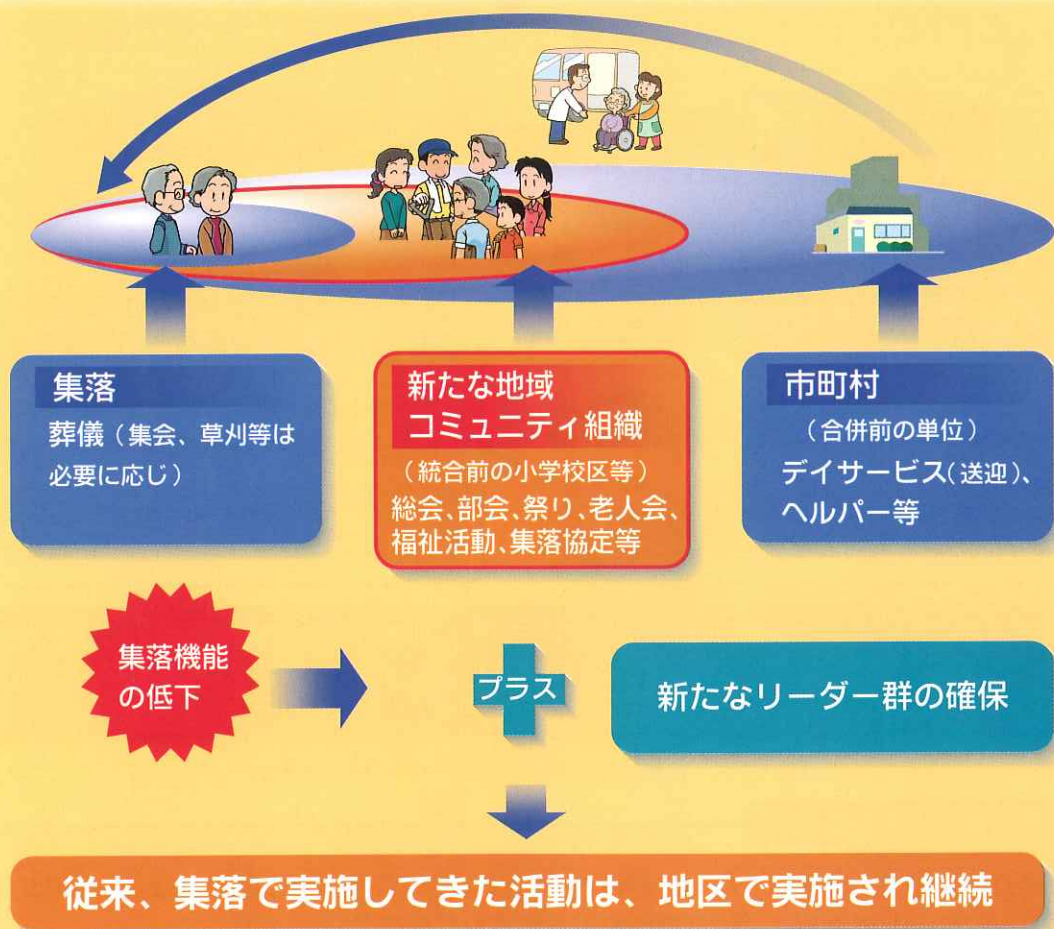 集落
葬儀（集会、草刈等は
必要に応じ）
新たな地域
コミュニティ組織
（統合前の小学校区等）
総会、部会、祭り、老人会、
福祉活動、集落協定等
市町村
（合併前の単位）
デイサービス（送迎）、
ヘルパー等
集落機能
の低下
プラス
新たなリーダー群の確保
従来、集落で実施してきた活動は、地区で実施され継続